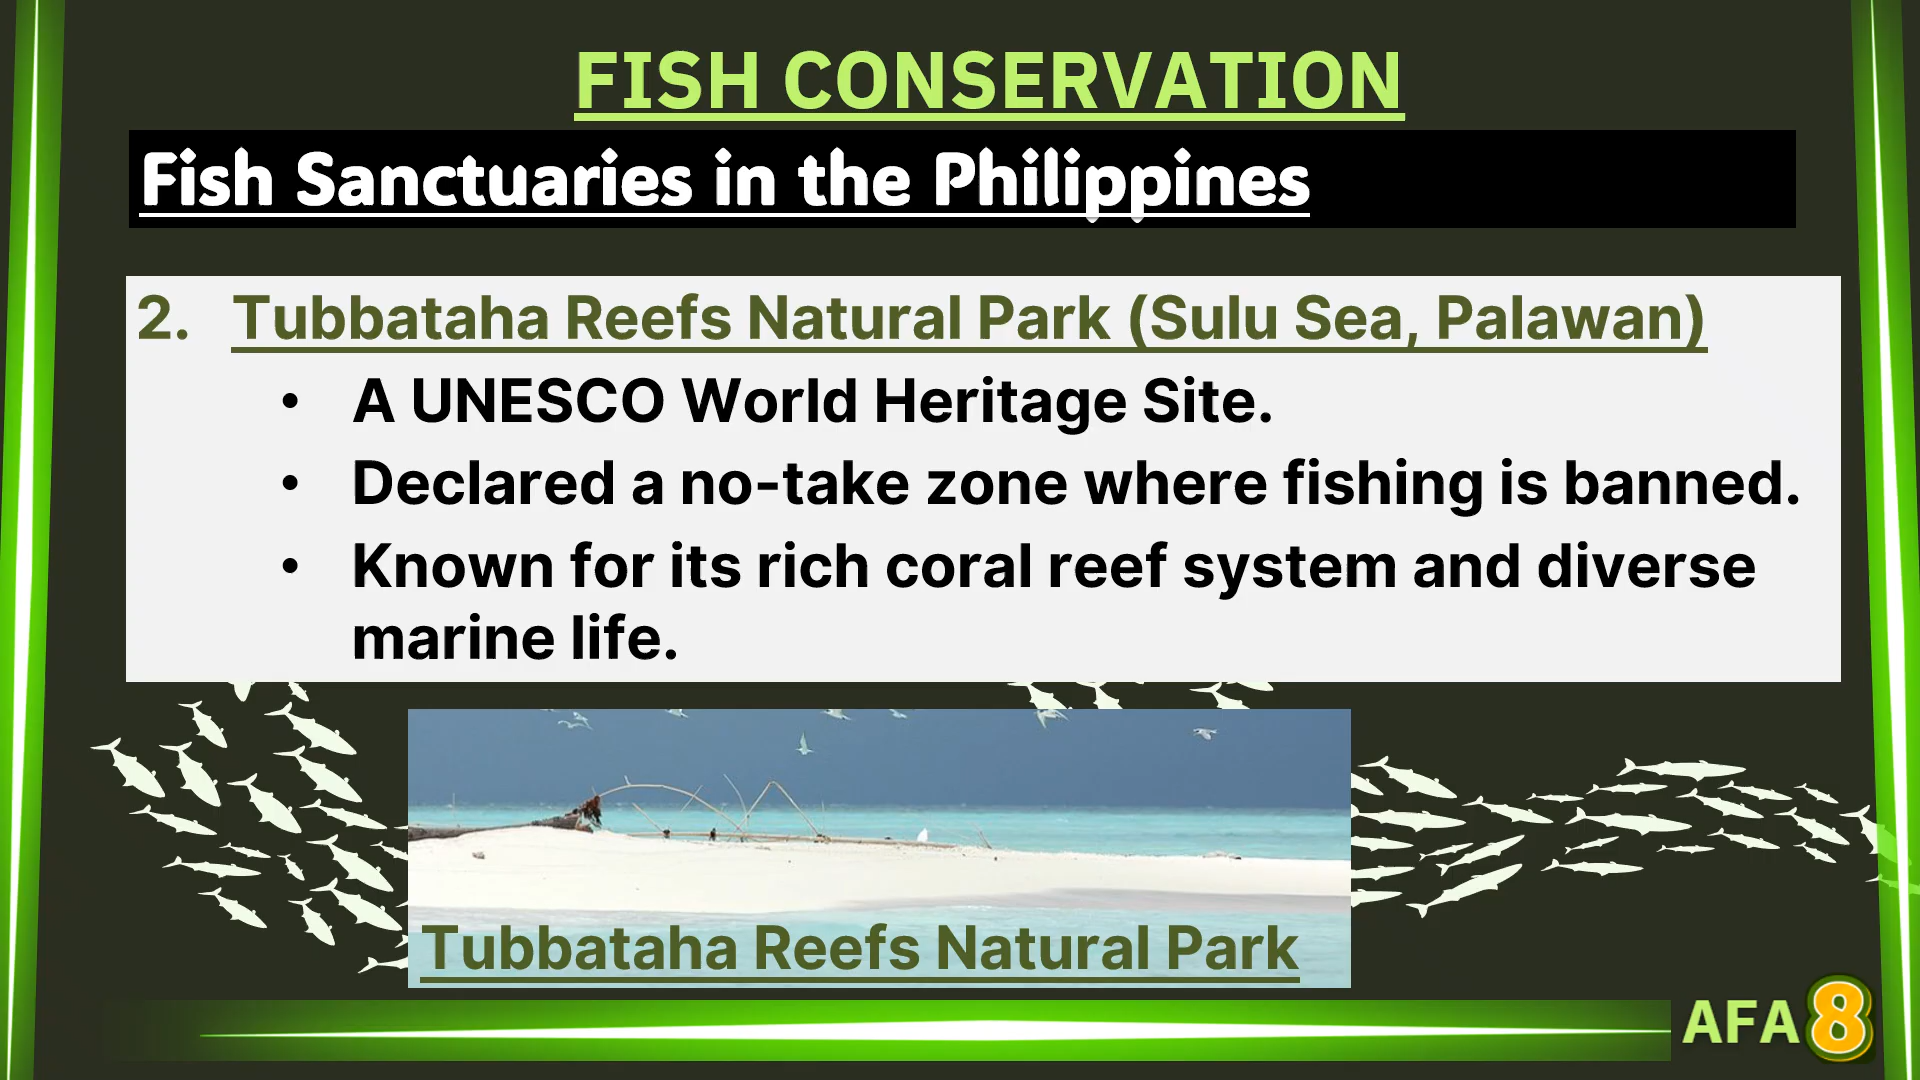 FISH CONSERVATION
Fish Sanctuaries in the Philippines
2. Tubbataha Reefs Natural Park (Sulu Sea, Palawan)
• A UNESCO World Heritage Site.
• Declared a no-take zone where fishing is banned.
• Known for its rich coral reef system and diverse
marine life.
Tubbataha Reefs Natural Park
AFA 8